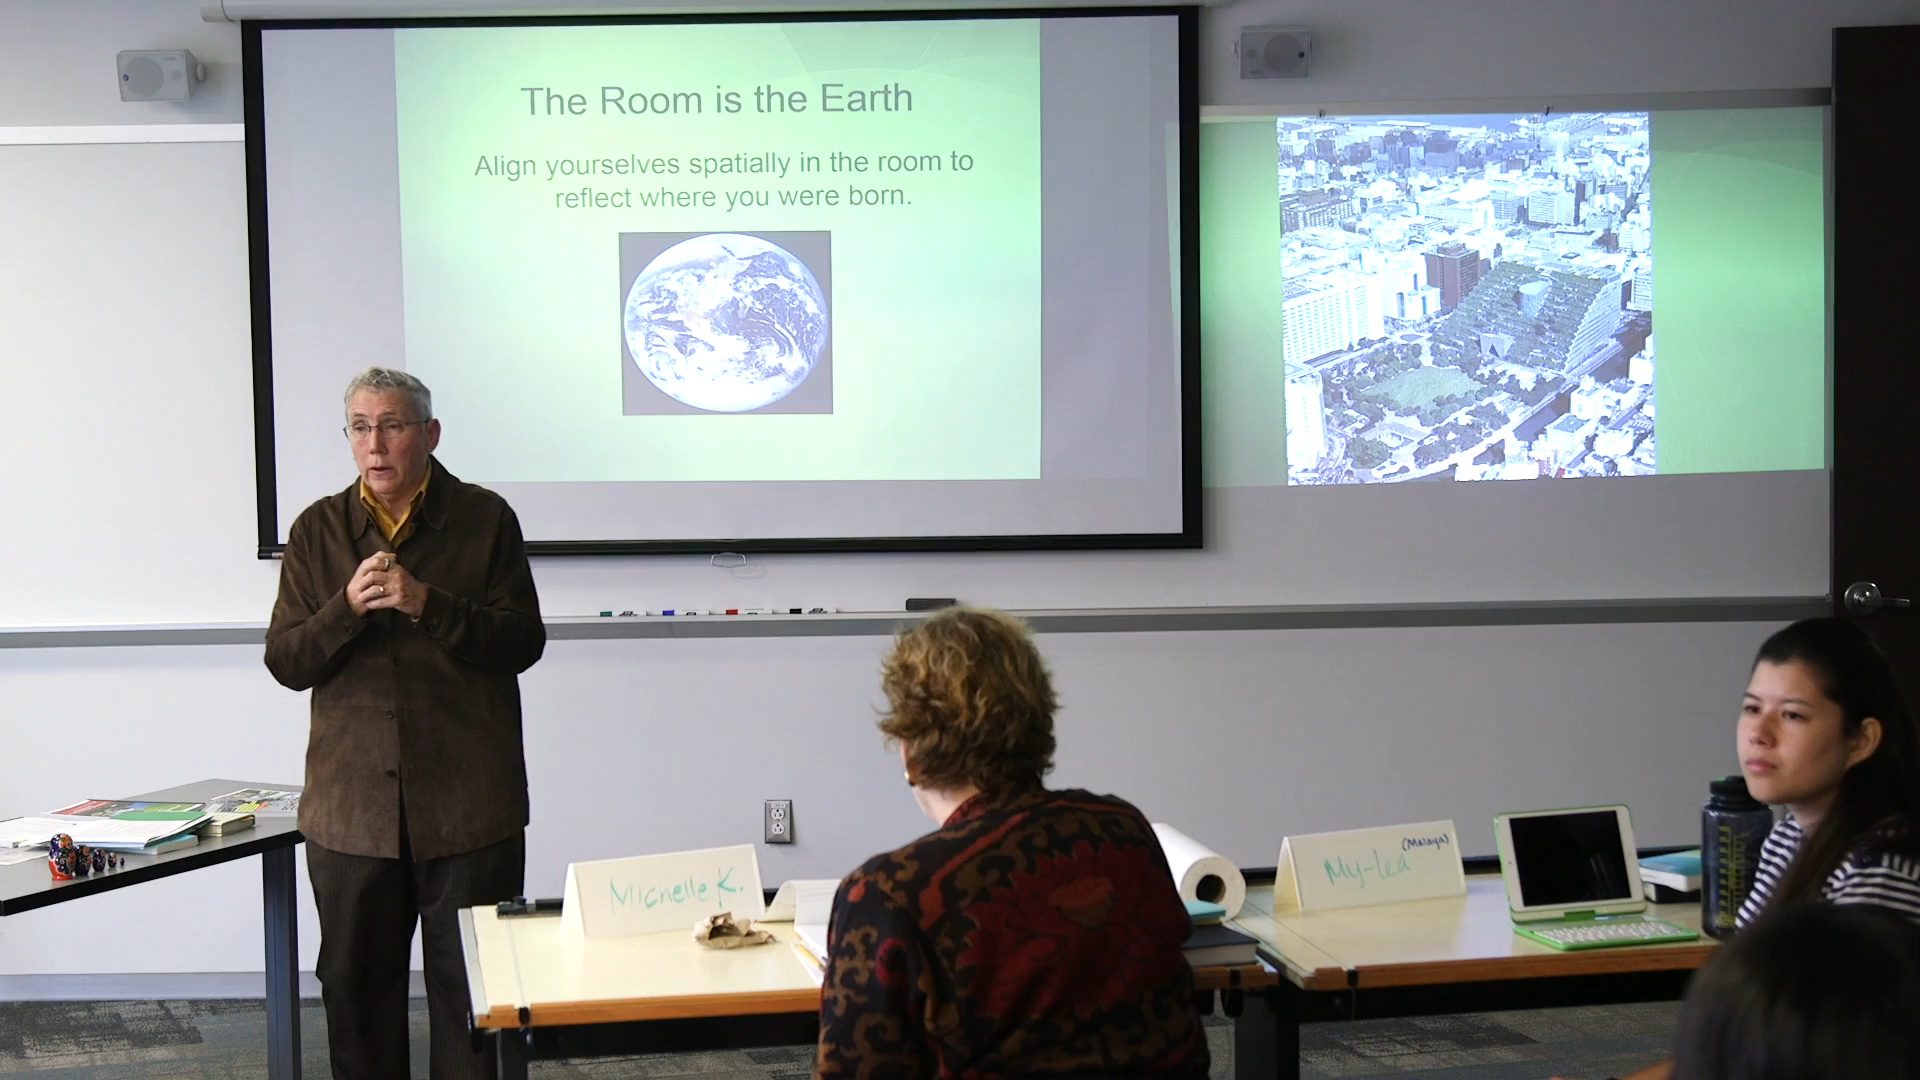 The Room is the Earth
Align yourselves spatially in the room to
reflect where you were born.
Michelle K.
(Malaya)
My-Lea